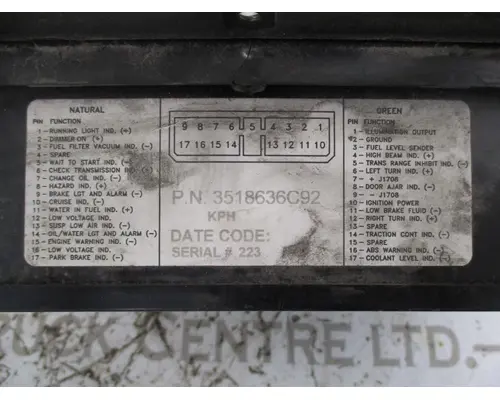 NATURAL
PIN FUNCTION
1 - RUNNING LIGHT IND. (+)
2 - DIMMER-ON (+)
3 - FUEL FILTER VACUUM IND. (-)
4 - SPARE
5 - WAIT TO START IND. (-)
6 - CHECK TRANSMISSION IND. (-)
7 - CHANGE OIL IND. (-)
8 - HAZARD IND. (+)
9 - BRAKE LGT AND ALARM (-)
10 - CRUISE IND. (-)
11 - WATER IN FUEL IND. (+)
12 - LOW VOLTAGE IND.
13 - SUSP LOW AIR IND. (-)
14 - OIL/WATER LGT AND ALARM (-)
15 - ENGINE WARNING IND. (-)
16 - LOW VOLTAGE IND.
17 - PARK BRAKE IND. (-)
9 8 7 6 5 4 3 2 1
17 16 15 14 13 12 11 10
P.N. 3518636C92
KPH
DATE CODE:
SERIAL # 223
GREEN
PIN FUNCTION
1 - ILLUMINATION OUTPUT
2 - GROUND
3 - FUEL LEVEL SENDER
4 - HIGH BEAM IND. (+)
5 - TRANS RANGE INHIBIT IND. (-)
6 - LEFT TURN IND. (+)
7 - + J1708
8 - DOOR AJAR IND. (-)
9 - - J1708
10 - IGNITION POWER
11 - LOW BRAKE FLUID (-)
12 - RIGHT TURN IND. (+)
13 - SPARE
14 - TRACTION CONT IND. (-)
15 - SPARE
16 - ABS WARNING IND. (-)
17 - COOLANT LEVEL IND. (-)
TRUCK CENTRE LTD.